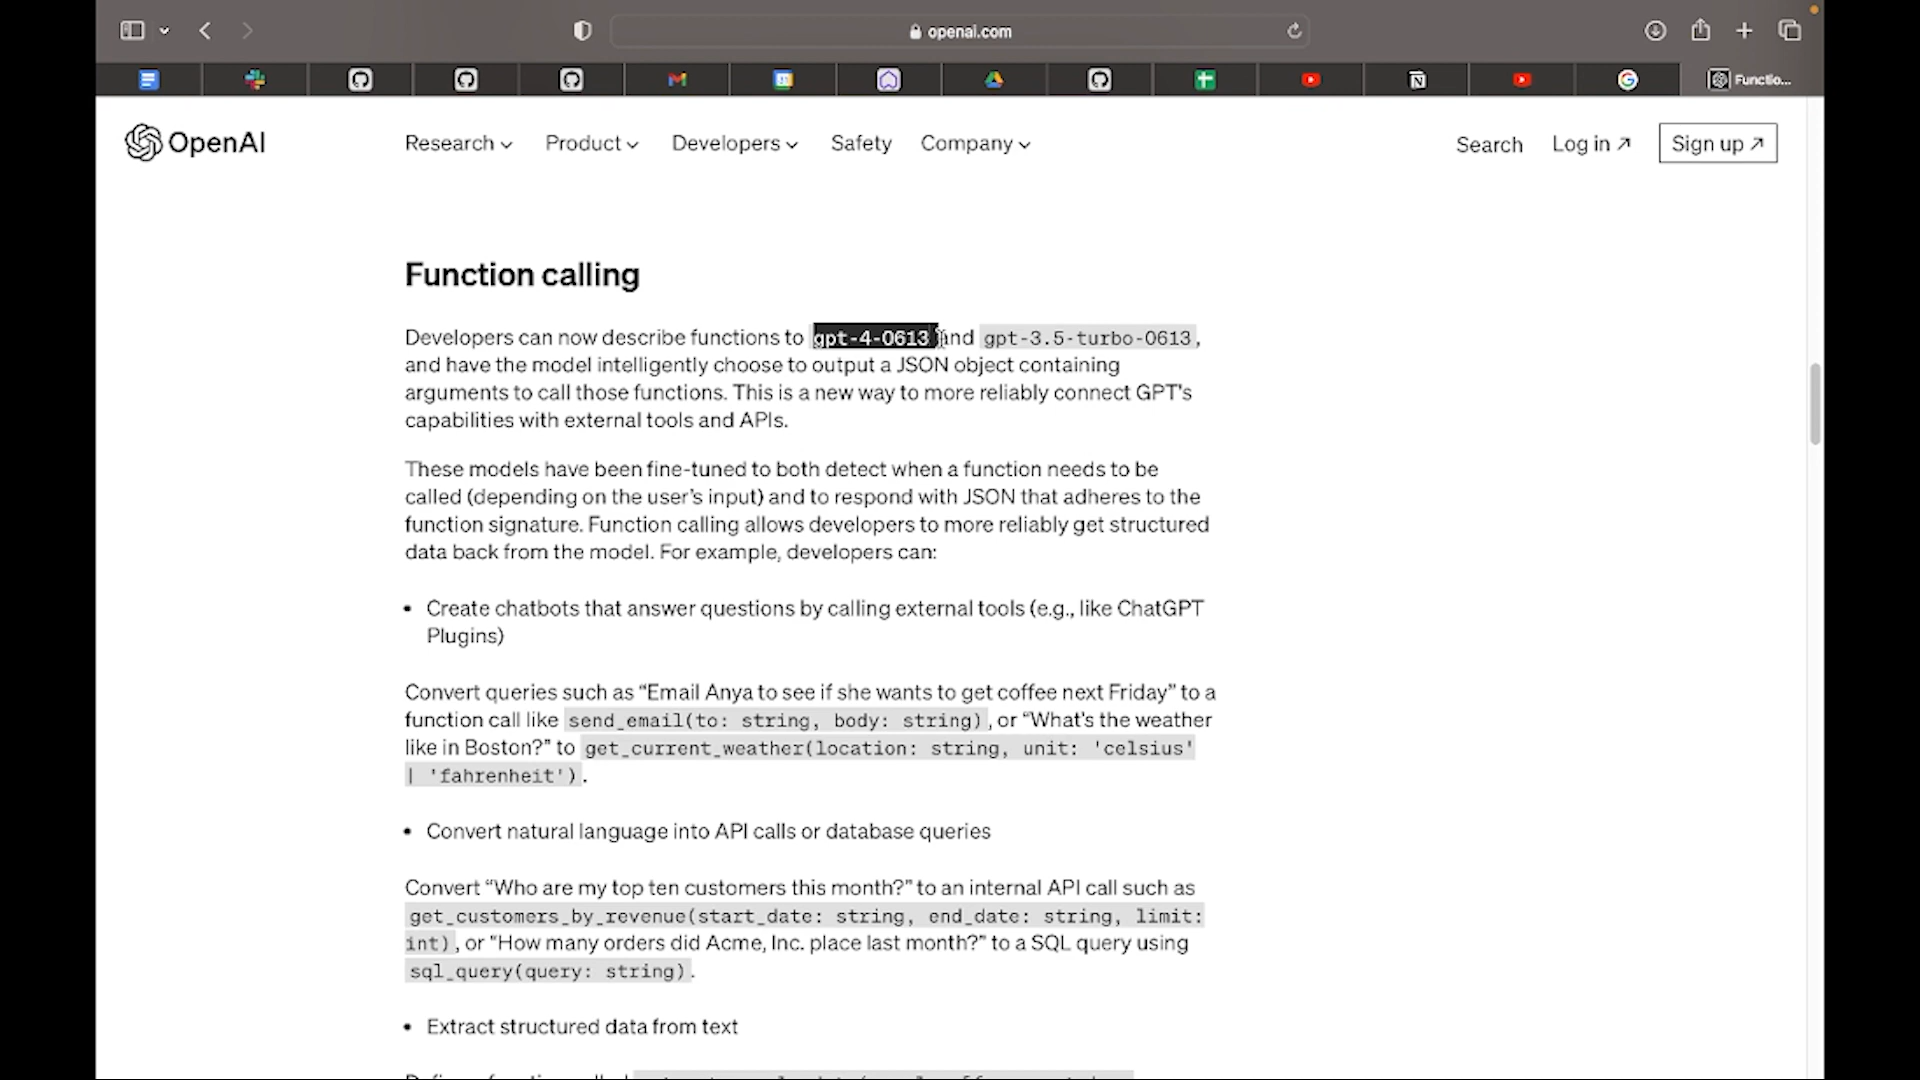 openai.com
Functio...
OpenAI
Research
Product
Developers
Safety
Company
Search
Log in ↗
Sign up ↗
Function calling
Developers can now describe functions to gpt-4-0613 and gpt-3.5-turbo-0613,
and have the model intelligently choose to output a JSON object containing
arguments to call those functions. This is a new way to more reliably connect GPT's
capabilities with external tools and APIs.
These models have been fine-tuned to both detect when a function needs to be
called (depending on the user's input) and to respond with JSON that adheres to the
function signature. Function calling allows developers to more reliably get structured
data back from the model. For example, developers can:
• Create chatbots that answer questions by calling external tools (e.g., like ChatGPT
Plugins)
Convert queries such as “Email Anya to see if she wants to get coffee next Friday” to a
function call like send_email(to: string, body: string), or “What's the weather
like in Boston?” to get_current_weather(location: string, unit: 'celsius'
| 'fahrenheit').
• Convert natural language into API calls or database queries
Convert “Who are my top ten customers this month?” to an internal API call such as
get_customers_by_revenue(start_date: string, end_date: string, limit:
int), or “How many orders did Acme, Inc. place last month?” to a SQL query using
sql_query(query: string).
• Extract structured data from text